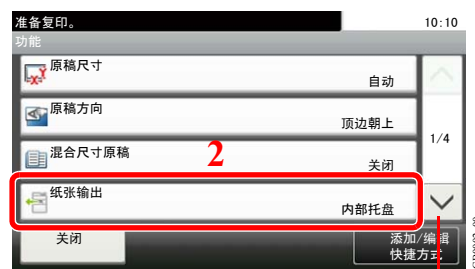 准备复印。
10:10
功能
原稿尺寸
自动
原稿方向
顶边朝上
1/4
混合尺寸原稿
2
关闭
纸张输出
内部托盘
关闭
添加/编辑
快捷方式